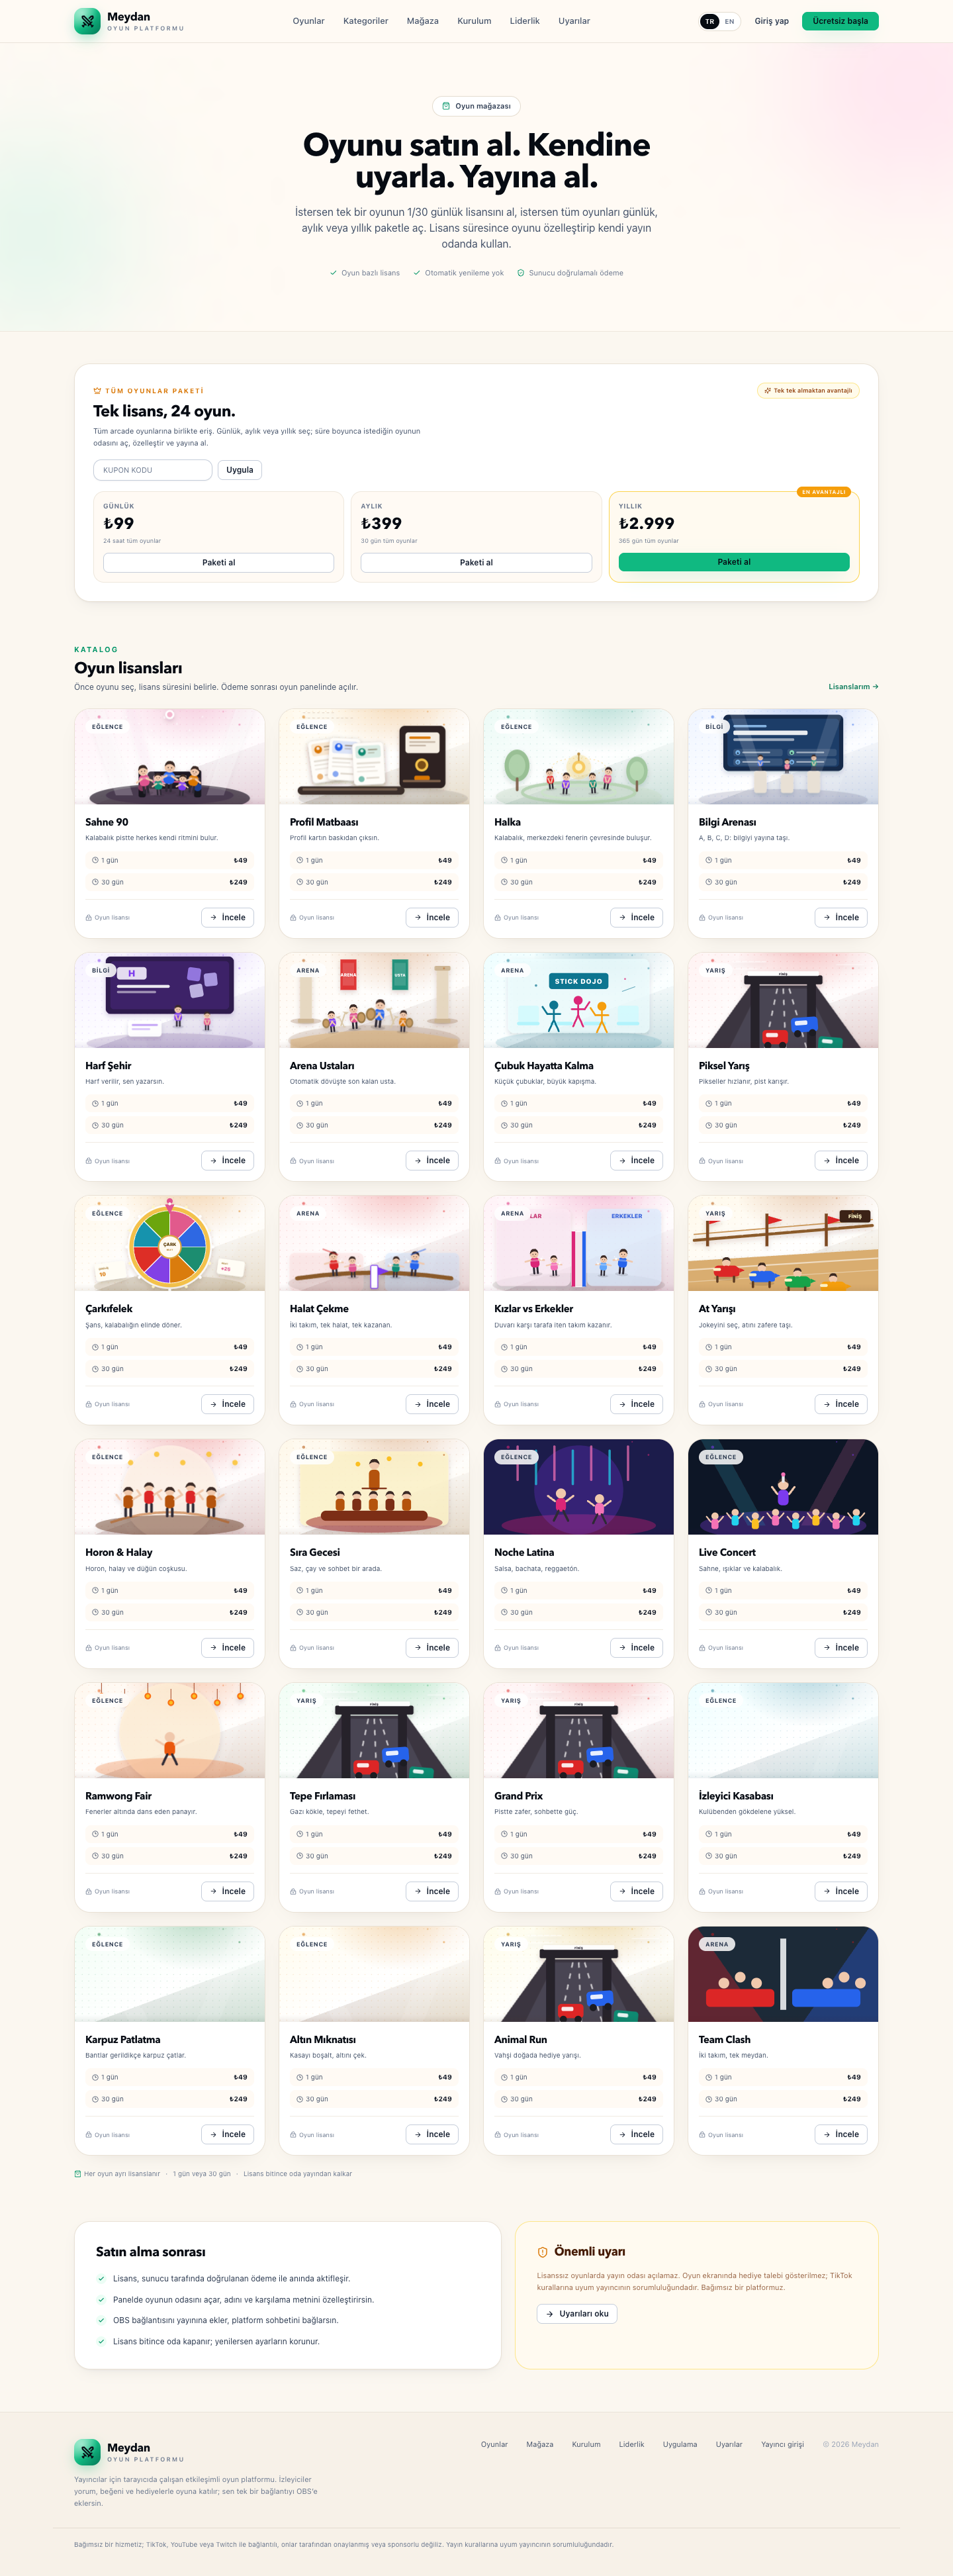 Meydan
OYUN PLATFORMU
Oyunlar
Kategoriler
Mağaza
Kurulum
Liderlik
Uyarılar
TR
EN
Giriş yap
Ücretsiz başla
Oyun mağazası
Oyunu satın al. Kendine
uyarla. Yayına al.
İstersen tek bir oyunun 1/30 günlük lisansını al, istersen tüm oyunları günlük,
aylık veya yıllık paketle aç. Lisans süresince oyunu özelleştirip kendi yayın
odanda kullan.
Oyun bazlı lisans
Otomatik yenileme yok
Sunucu doğrulamalı ödeme
TÜM OYUNLAR PAKETİ
Tek tek almaktan avantajlı
Tek lisans, 24 oyun.
Tüm arcade oyunlarına birlikte eriş. Günlük, aylık veya yıllık seç; süre boyunca istediğin oyunun
odasını aç, özelleştir ve yayına al.
KUPON KODU
Uygula
GÜNLÜK
₺99
24 saat tüm oyunlar
Paketi al
AYLIK
₺399
30 gün tüm oyunlar
Paketi al
EN AVANTAJLI
YILLIK
₺2.999
365 gün tüm oyunlar
Paketi al
KATALOG
Oyun lisansları
Önce oyunu seç, lisans süresini belirle. Ödeme sonrası oyun panelinde açılır.
Lisanslarım →
EĞLENCE
Sahne 90
Kalabalık pistte herkes kendi ritmini bulur.
1 gün ₺49
30 gün ₺249
Oyun lisansı
İncele
EĞLENCE
Profil Matbaası
Profil kartın baskıdan çıksın.
1 gün ₺49
30 gün ₺249
Oyun lisansı
İncele
EĞLENCE
Halka
Kalabalık, merkezdeki fenerin çevresinde buluşur.
1 gün ₺49
30 gün ₺249
Oyun lisansı
İncele
BİLGİ
Bilgi Arenası
A, B, C, D: bilgiyi yayına taşı.
1 gün ₺49
30 gün ₺249
Oyun lisansı
İncele
BİLGİ
H
Harf Şehir
Harf verilir, sen yazarsın.
1 gün ₺49
30 gün ₺249
Oyun lisansı
İncele
ARENA
ARENA
USTA
Arena Ustaları
Otomatik dövüşte son kalan usta.
1 gün ₺49
30 gün ₺249
Oyun lisansı
İncele
ARENA
STICK DOJO
Çubuk Hayatta Kalma
Küçük çubuklar, büyük kapışma.
1 gün ₺49
30 gün ₺249
Oyun lisansı
İncele
YARIŞ
Piksel Yarış
Pikseller hızlanır, pist karışır.
1 gün ₺49
30 gün ₺249
Oyun lisansı
İncele
EĞLENCE
ÇARK
Çarkıfelek
Şans, kalabalığın elinde döner.
1 gün ₺49
30 gün ₺249
Oyun lisansı
İncele
ARENA
Halat Çekme
İki takım, tek halat, tek kazanan.
1 gün ₺49
30 gün ₺249
Oyun lisansı
İncele
ARENA
LAR
ERKEKLER
Kızlar vs Erkekler
Duvarı karşı tarafa iten takım kazanır.
1 gün ₺49
30 gün ₺249
Oyun lisansı
İncele
YARIŞ
FİNİŞ
At Yarışı
Jokeyini seç, atını zafere taşı.
1 gün ₺49
30 gün ₺249
Oyun lisansı
İncele
EĞLENCE
Horon & Halay
Horon, halay ve düğün coşkusu.
1 gün ₺49
30 gün ₺249
Oyun lisansı
İncele
EĞLENCE
Sıra Gecesi
Saz, çay ve sohbet bir arada.
1 gün ₺49
30 gün ₺249
Oyun lisansı
İncele
EĞLENCE
Noche Latina
Salsa, bachata, reggaetón.
1 gün ₺49
30 gün ₺249
Oyun lisansı
İncele
EĞLENCE
Live Concert
Sahne, ışıklar ve kalabalık.
1 gün ₺49
30 gün ₺249
Oyun lisansı
İncele
EĞLENCE
Ramwong Fair
Fenerler altında dans eden panayır.
1 gün ₺49
30 gün ₺249
Oyun lisansı
İncele
YARIŞ
Tepe Fırlaması
Gazı kökle, tepeyi fethet.
1 gün ₺49
30 gün ₺249
Oyun lisansı
İncele
YARIŞ
Grand Prix
Pistte zafer, sohbette güç.
1 gün ₺49
30 gün ₺249
Oyun lisansı
İncele
EĞLENCE
İzleyici Kasabası
Kulübenden gökdelene yüksel.
1 gün ₺49
30 gün ₺249
Oyun lisansı
İncele
EĞLENCE
Karpuz Patlatma
Bantlar gerildikçe karpuz çatlar.
1 gün ₺49
30 gün ₺249
Oyun lisansı
İncele
EĞLENCE
Altın Mıknatısı
Kasayı boşalt, altını çek.
1 gün ₺49
30 gün ₺249
Oyun lisansı
İncele
YARIŞ
Animal Run
Vahşi doğada hediye yarışı.
1 gün ₺49
30 gün ₺249
Oyun lisansı
İncele
ARENA
Team Clash
İki takım, tek meydan.
1 gün ₺49
30 gün ₺249
Oyun lisansı
İncele
Her oyun ayrı lisanslanır · 1 gün veya 30 gün · Lisans bitince oda yayından kalkar
Satın alma sonrası
Lisans, sunucu tarafında doğrulanan ödeme ile anında aktifleşir.
Panelde oyunun odasını açar, adını ve karşılama metnini özelleştirirsin.
OBS bağlantısını yayınına ekler, platform sohbetini bağlarsın.
Lisans bitince oda kapanır; yenilersen ayarların korunur.
Önemli uyarı
Lisanssız oyunlarda yayın odası açılamaz. Oyun ekranında hediye talebi gösterilmez; TikTok
kurallarına uyum yayıncının sorumluluğundadır. Bağımsız bir platformuz.
Uyarıları oku
Meydan
OYUN PLATFORMU
Yayıncılar için tarayıcıda çalışan etkileşimli oyun platformu. İzleyiciler
yorum, beğeni ve hediyelerle oyuna katılır; sen tek bir bağlantıyı OBS'e
eklersin.
Oyunlar
Mağaza
Kurulum
Liderlik
Uygulama
Uyarılar
Yayıncı girişi
© 2026 Meydan
Bağımsız bir hizmetiz; TikTok, YouTube veya Twitch ile bağlantılı, onlar tarafından onaylanmış veya sponsorlu değiliz. Yayın kurallarına uyum yayıncının sorumluluğundadır.